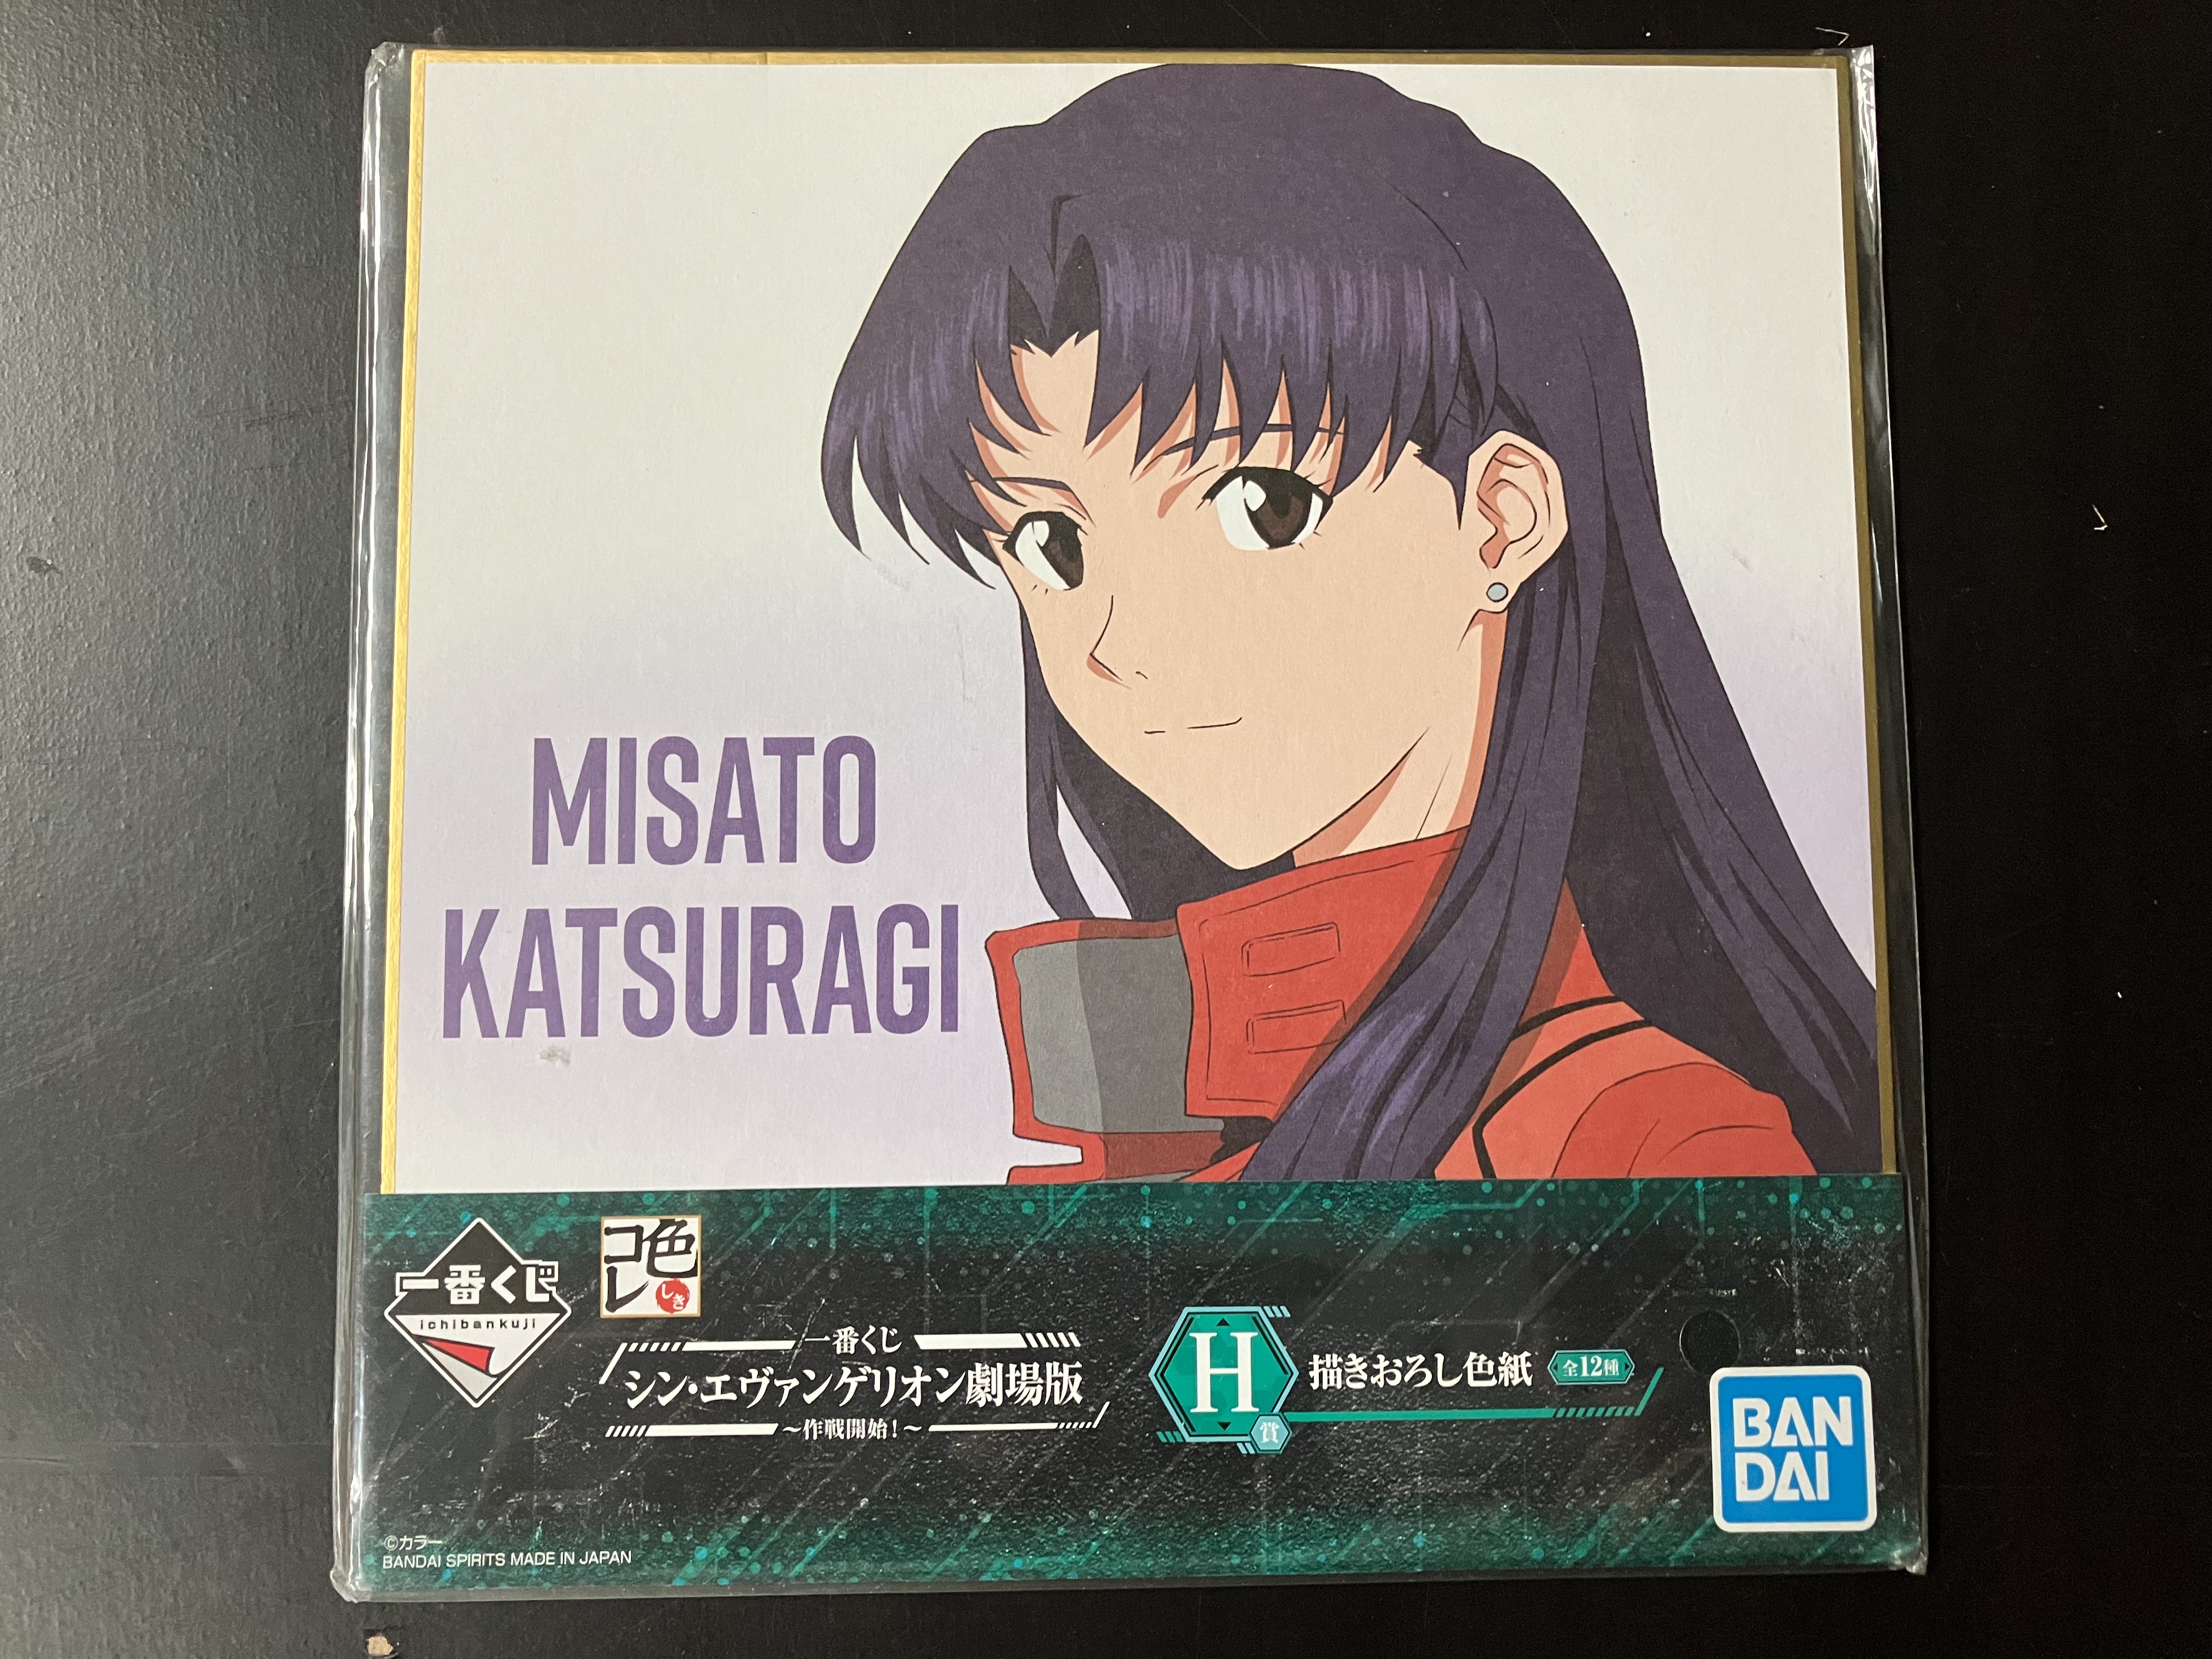 MISATO
KATSURAGI
一番くじ
ichibankuji
色コレ
しき
一番くじ
シン・エヴァンゲリオン劇場版
～作戦開始！～
H
賞
描きおろし色紙
全12種
BAN
DAI
©カラー
BANDAI SPIRITS MADE IN JAPAN